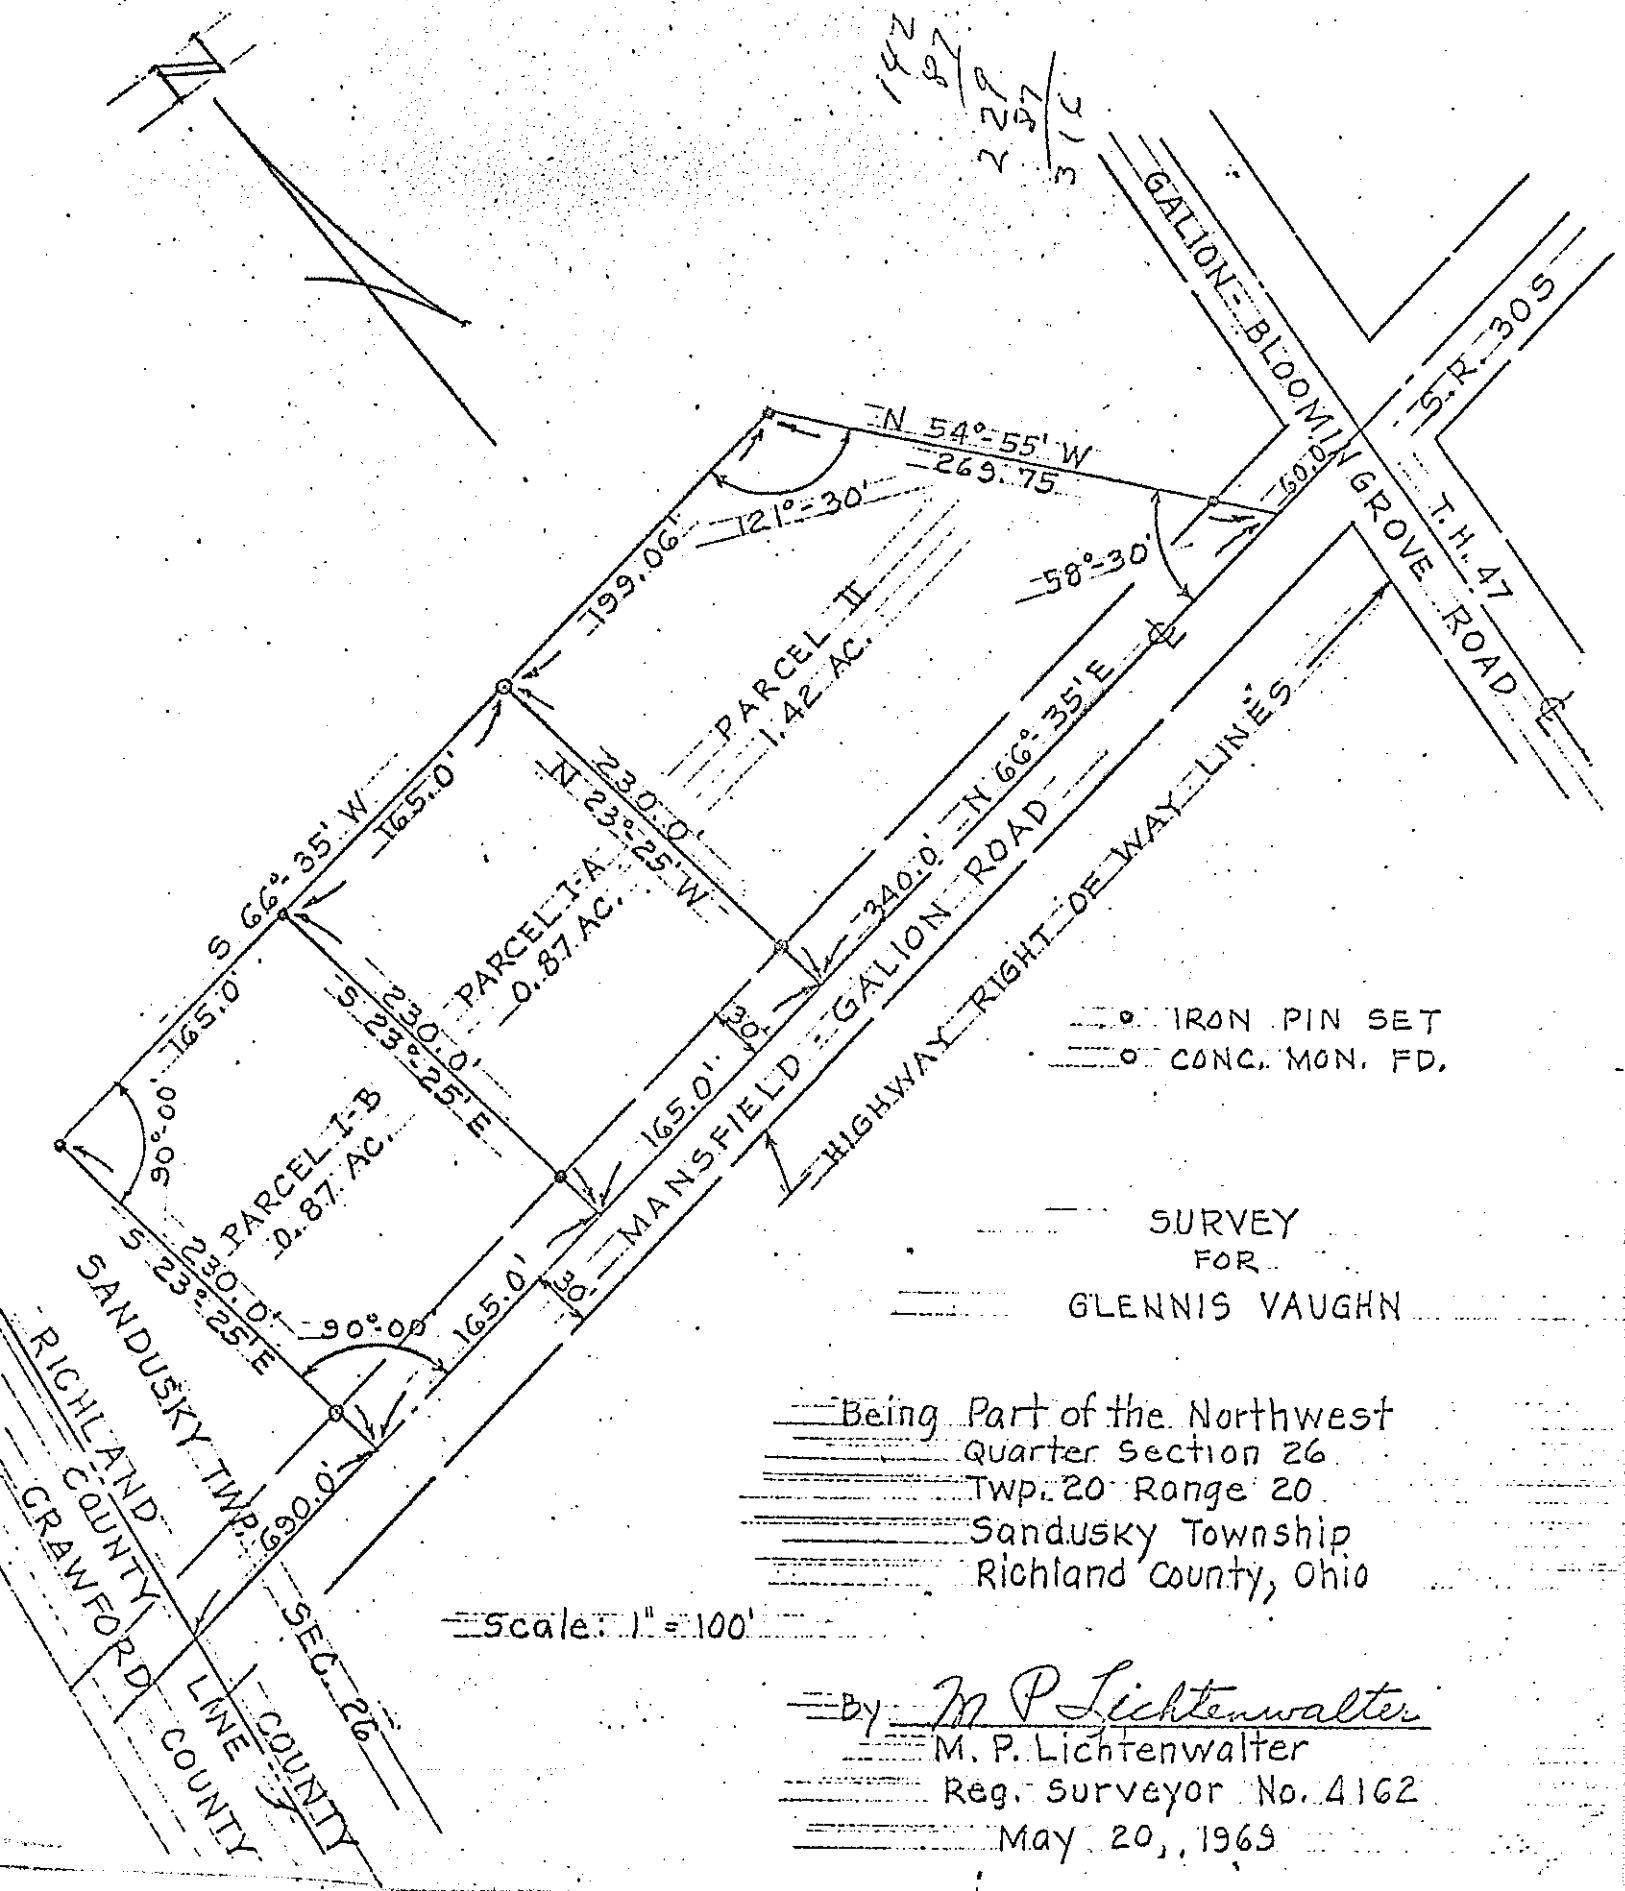 N
142
87
229
87
316
GALION - BLOOMINGROVE ROAD
T.H. 47
S.R. 30S
60.0'
N 54°-55' W
269.75
121°-30'
58°-30'
199.06'
PARCEL II
1.42 AC.
N 66°-35' E
340.0'
230.0'
N 23°-25' W
165.0'
S 66°-35' W
PARCEL I-A
0.87 AC.
230.0'
S 23°-25' E
165.0'
30'
165.0'
90°-00'
PARCEL I-B
0.87 AC.
230.0'
S 23°-25' E
90°-00'
165.0'
30'
MANSFIELD - GALION ROAD
HIGHWAY RIGHT OF WAY LINES
690.0'
SANDUSKY TWP. SEC. 26
RICHLAND COUNTY
CRAWFORD COUNTY
COUNTY LINE
IRON PIN SET
CONC. MON. FD.
SURVEY
FOR
GLENNIS VAUGHN
Being Part of the Northwest
Quarter Section 26
Twp. 20 Range 20
Sandusky Township
Richland County, Ohio
Scale: 1" = 100'
By M P Lichtenwalter
M. P. Lichtenwalter
Reg. Surveyor No. 4162
May 20, 1969